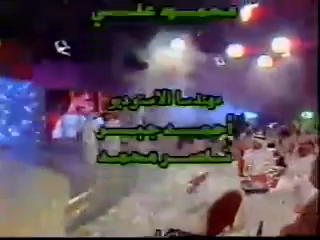 محمود علي
مهندسا الاستوديو
أحمد جبر
ناصر محمد